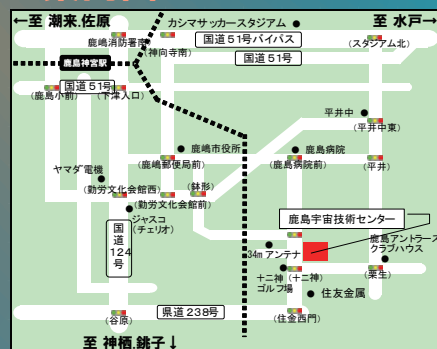 ←至 潮来,佐原
カシマサッカースタジアム
至 水戸→
鹿嶋消防署南
国道51号バイパス
(神向寺南)
(スタジアム北)
国道51号
鹿島神宮駅
国道51号
(鹿島小前)
(下津入口)
平井中
(平井中東)
鹿嶋市役所
鹿島病院
(鹿嶋郵便局前)
(鹿島病院前)
(平井)
ヤマダ電機
(鉢形)
(勤労文化会館西)
(勤労文化会館前)
ジャスコ
(チェリオ)
鹿島宇宙技術センター
国道124号
34mアンテナ
鹿島アントラーズ
クラブハウス
十二神
ゴルフ場
(十二神)
(粟生)
住友金属
県道238号
(谷原)
(住金西門)
至 神栖,銚子↓